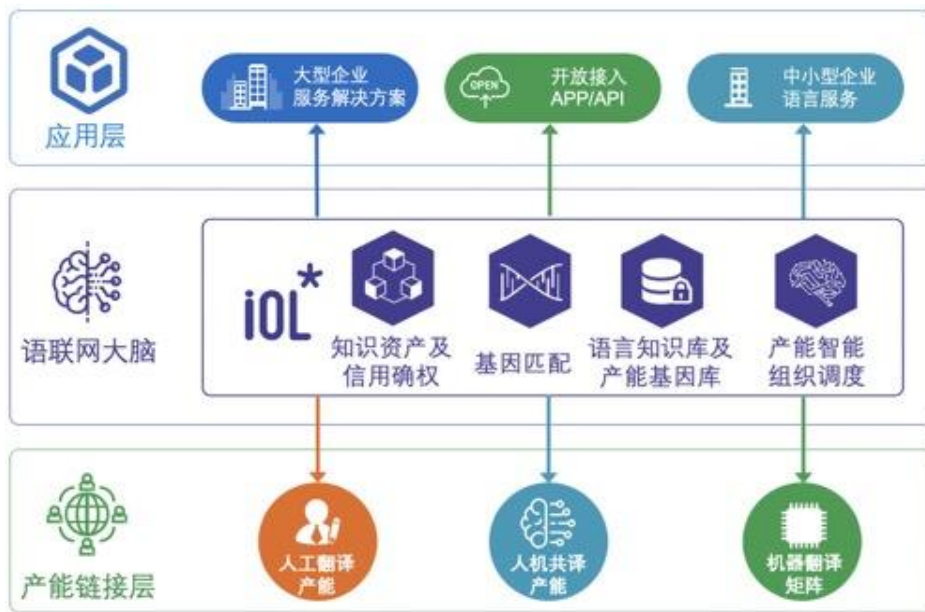 大型企业
服务解决方案
OPEN
开放接入
APP/API
中小型企业
语言服务
应用层
iOL*
知识资产及
信用确权
基因匹配
语言知识库及
产能基因库
产能智能
组织调度
语联网大脑
人工翻译
产能
人机共译
产能
机器翻译
矩阵
产能链接层